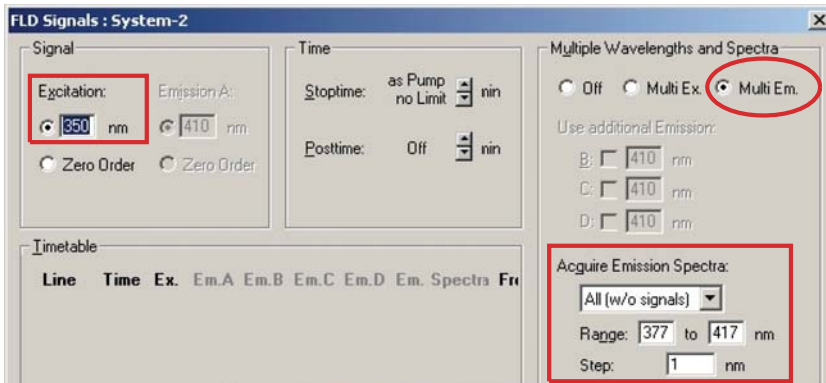 FLD Signals : System-2
Signal
Excitation:
350 nm
Zero Order
Emission A:
410 nm
Zero Order
Time
Stoptime: as Pump
no Limit nin
Posttime: Off nin
Multiple Wavelengths and Spectra
Off Multi Ex. Multi Em.
Use additional Emission:
B: 410 nm
C: 410 nm
D: 410 nm
Acquire Emission Spectra:
All (w/o signals)
Range: 377 to 417 nm
Step: 1 nm
Timetable
Line Time Ex. Em.A Em.B Em.C Em.D Em. Spectra Fre